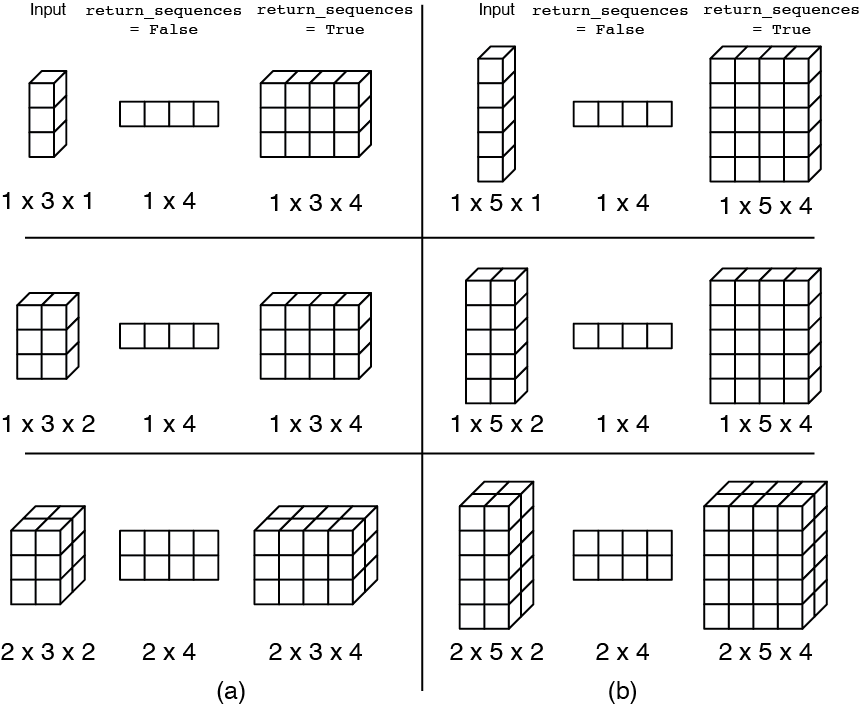 Input return_sequences = False return_sequences = True
1 x 3 x 1 1 x 4 1 x 3 x 4
1 x 3 x 2 1 x 4 1 x 3 x 4
2 x 3 x 2 2 x 4 2 x 3 x 4
(a)
Input return_sequences = False return_sequences = True
1 x 5 x 1 1 x 4 1 x 5 x 4
1 x 5 x 2 1 x 4 1 x 5 x 4
2 x 5 x 2 2 x 4 2 x 5 x 4
(b)